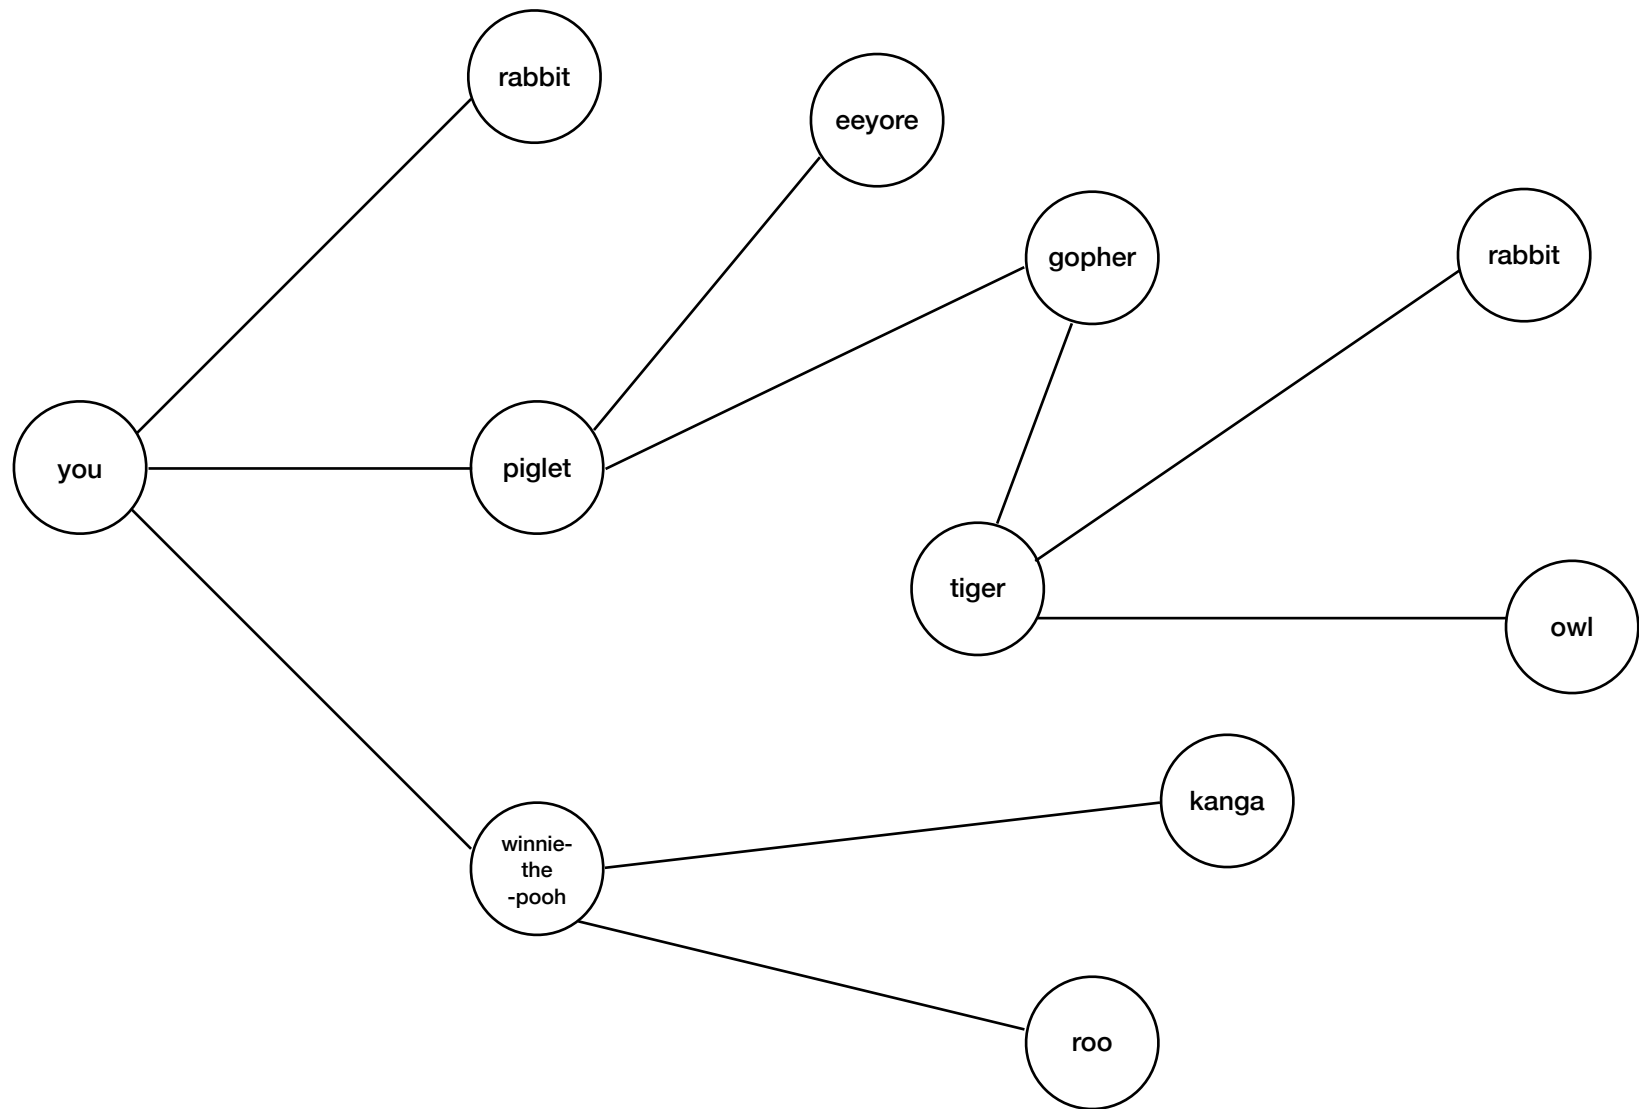 rabbit
eeyore
gopher
rabbit
you
piglet
tiger
owl
kanga
winnie-
the
-pooh
roo